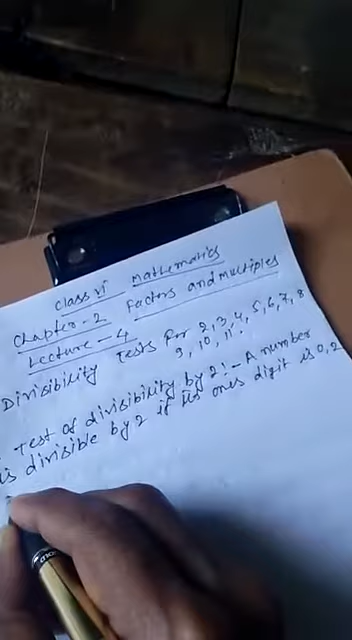 Class VI Mathematics
Chapter-2 Factors and Multiples
Lecture-4
Divisibility Tests for 2,3,4,5,6,7,8
9,10,11.
Test of divisibility by 2:- A number
is divisible by 2 if its ones digit is 0,2